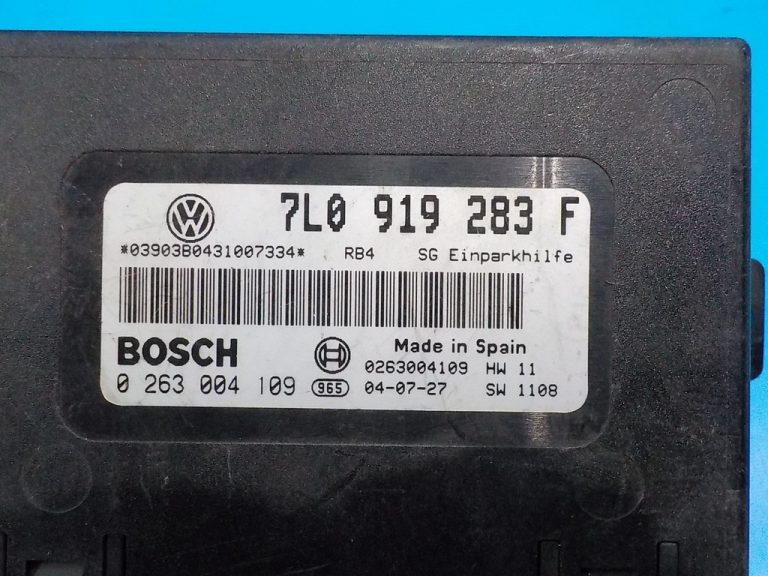 7L0 919 283 F
*03903B0431007334* RB4 SG Einparkhilfe
BOSCH Made in Spain
0263004109 HW 11
0 263 004 109 965 04-07-27 SW 1108